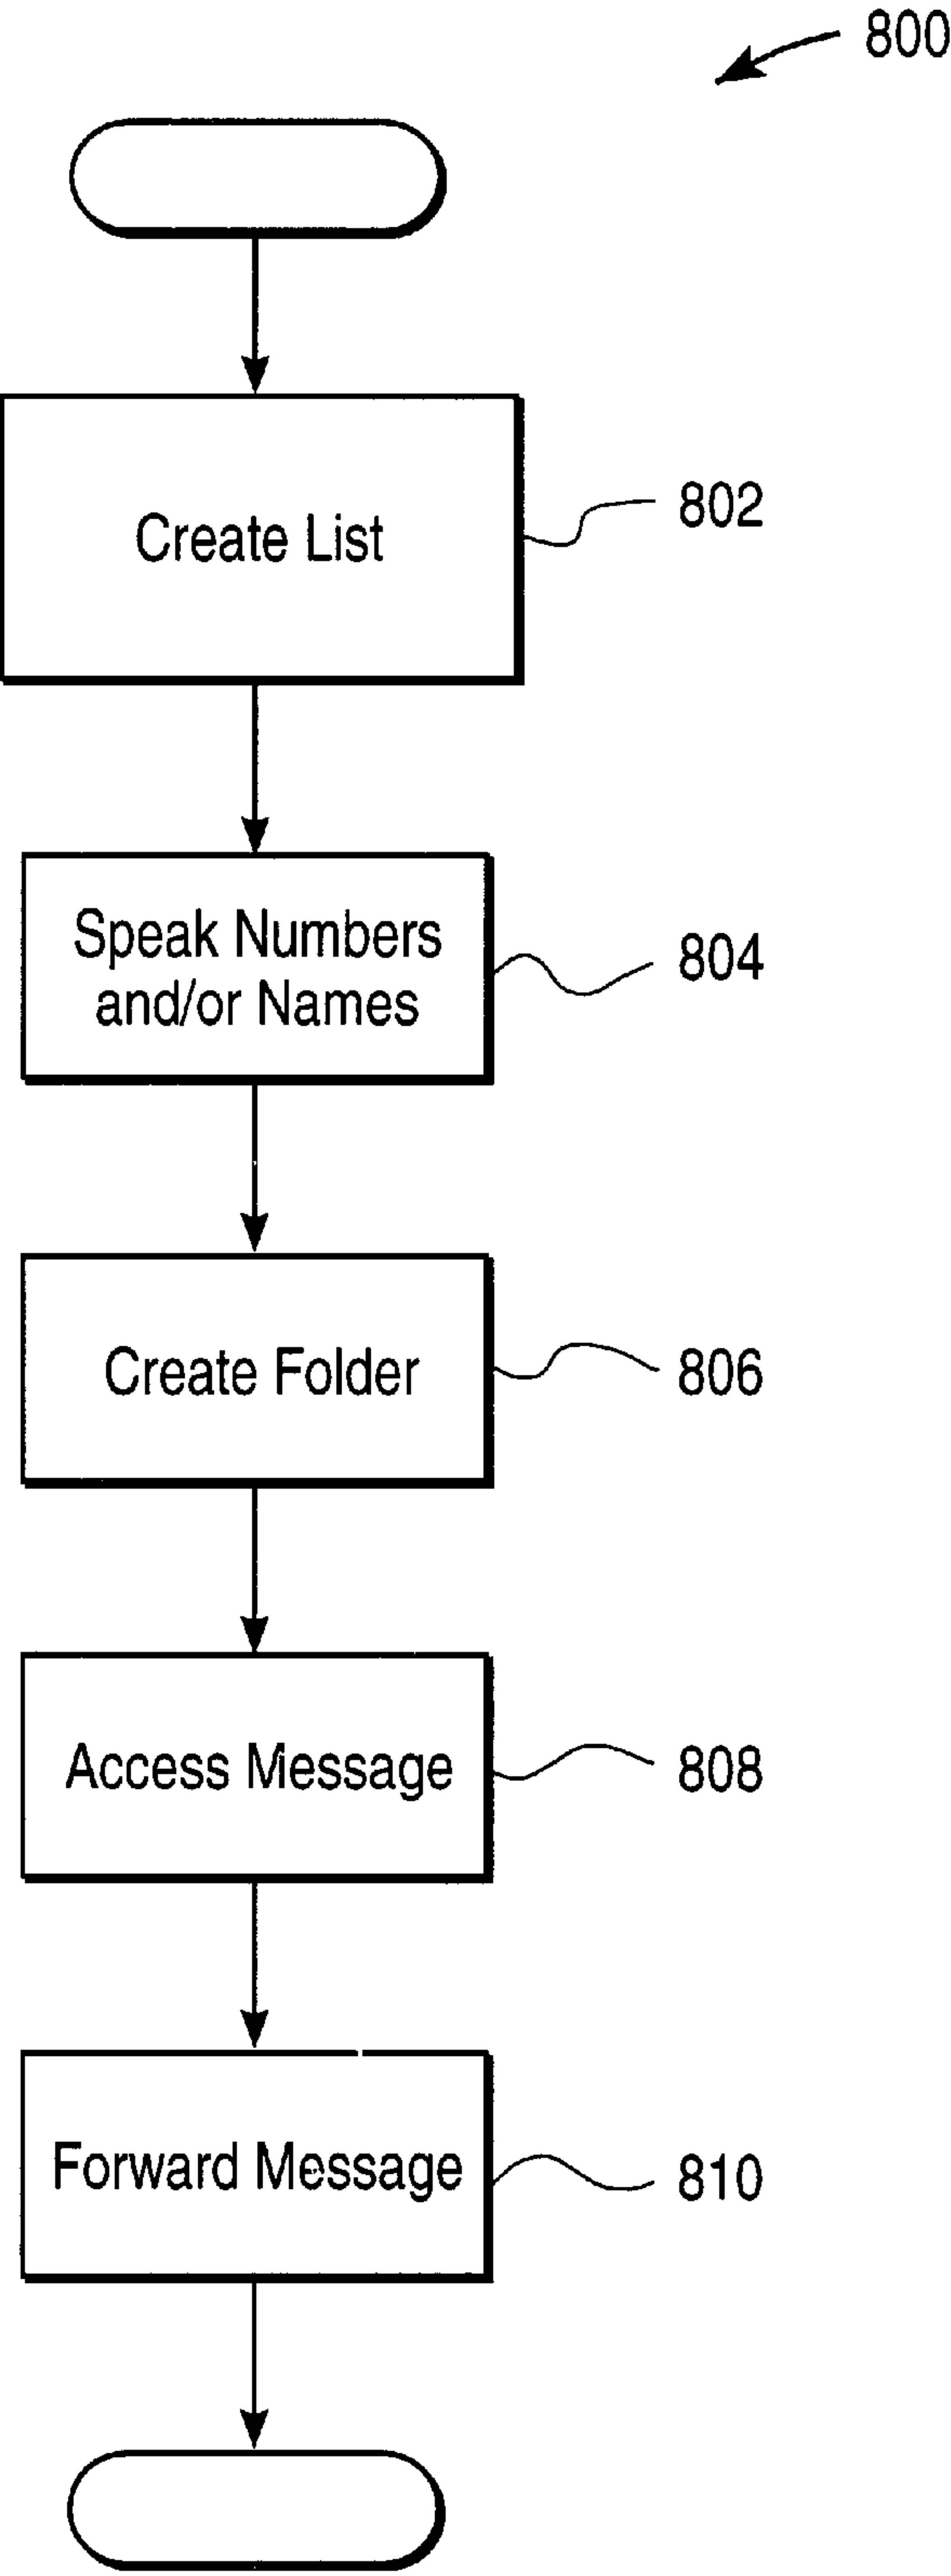 800
Create List
802
Speak Numbers
and/or Names
804
Create Folder
806
Access Message
808
Forward Message
810